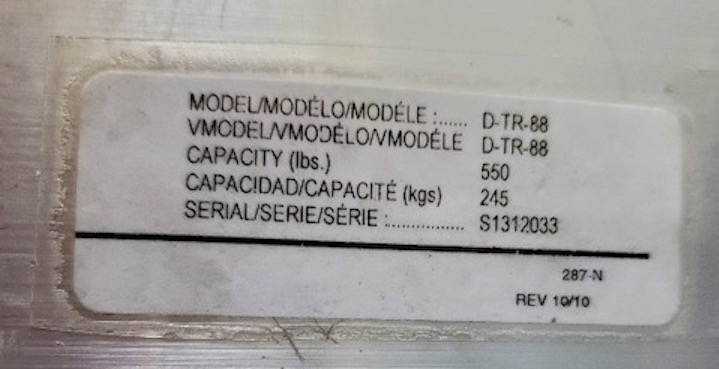 MODEL/MODÉLO/MODÉLE :...... D-TR-88
VMODEL/VMODÉLO/VMODÉLE D-TR-88
CAPACITY (lbs.) 550
CAPACIDAD/CAPACITÉ (kgs) 245
SERIAL/SERIE/SÉRIE :................ S1312033
287-N
REV 10/10